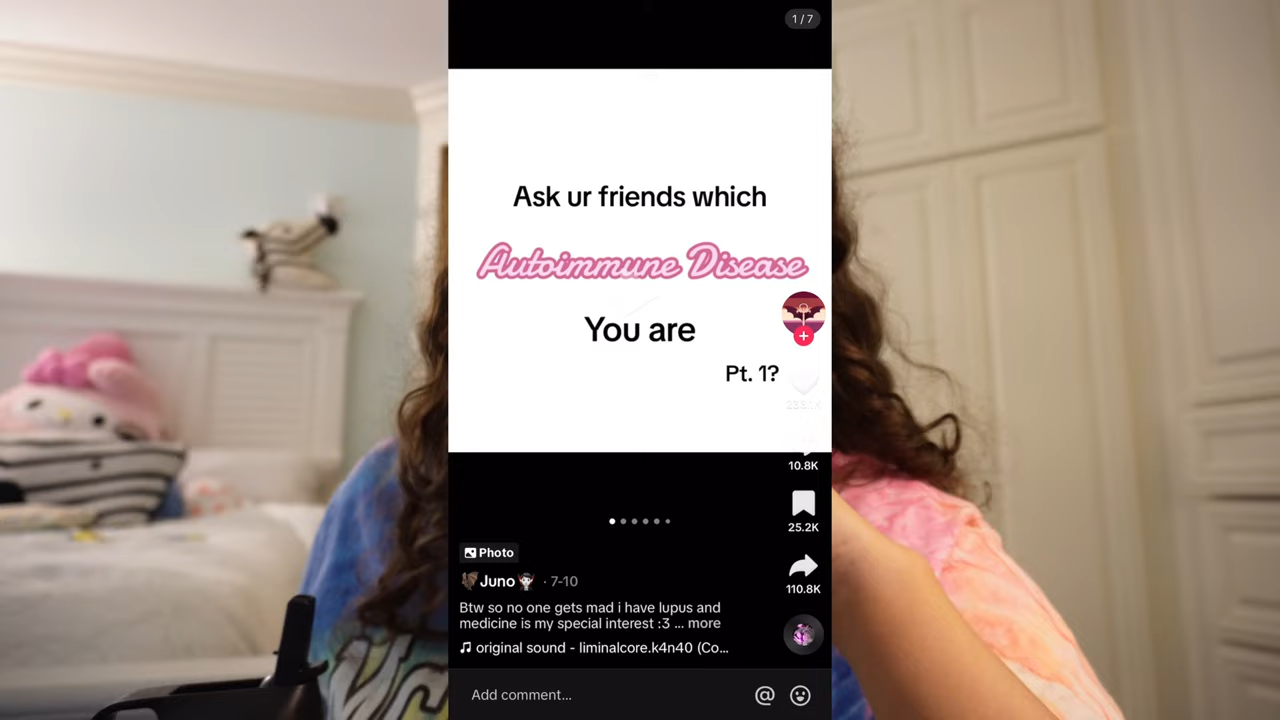 1 / 7
Ask ur friends which
Autoimmune Disease
You are
Pt. 1?
10.8K
25.2K
110.8K
Photo
Juno · 7-10
Btw so no one gets mad i have lupus and
medicine is my special interest :3 ... more
original sound - liminalcore.k4n40 (Co...
Add comment...